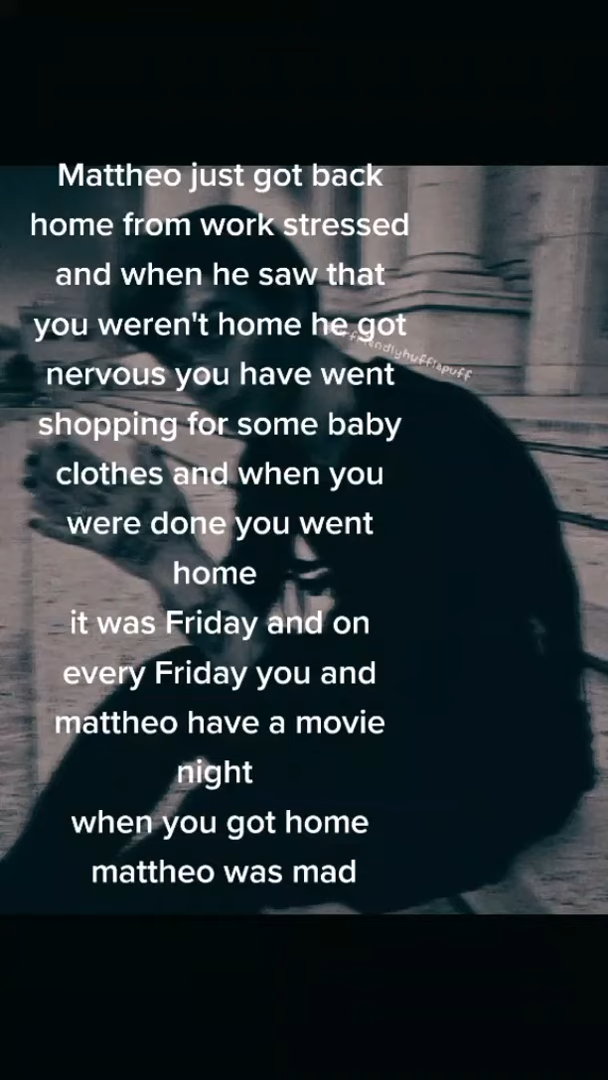 Mattheo just got back
home from work stressed
and when he saw that
you weren't home he got
nervous you have went
shopping for some baby
clothes and when you
were done you went
home
it was Friday and on
every Friday you and
mattheo have a movie
night
when you got home
mattheo was mad